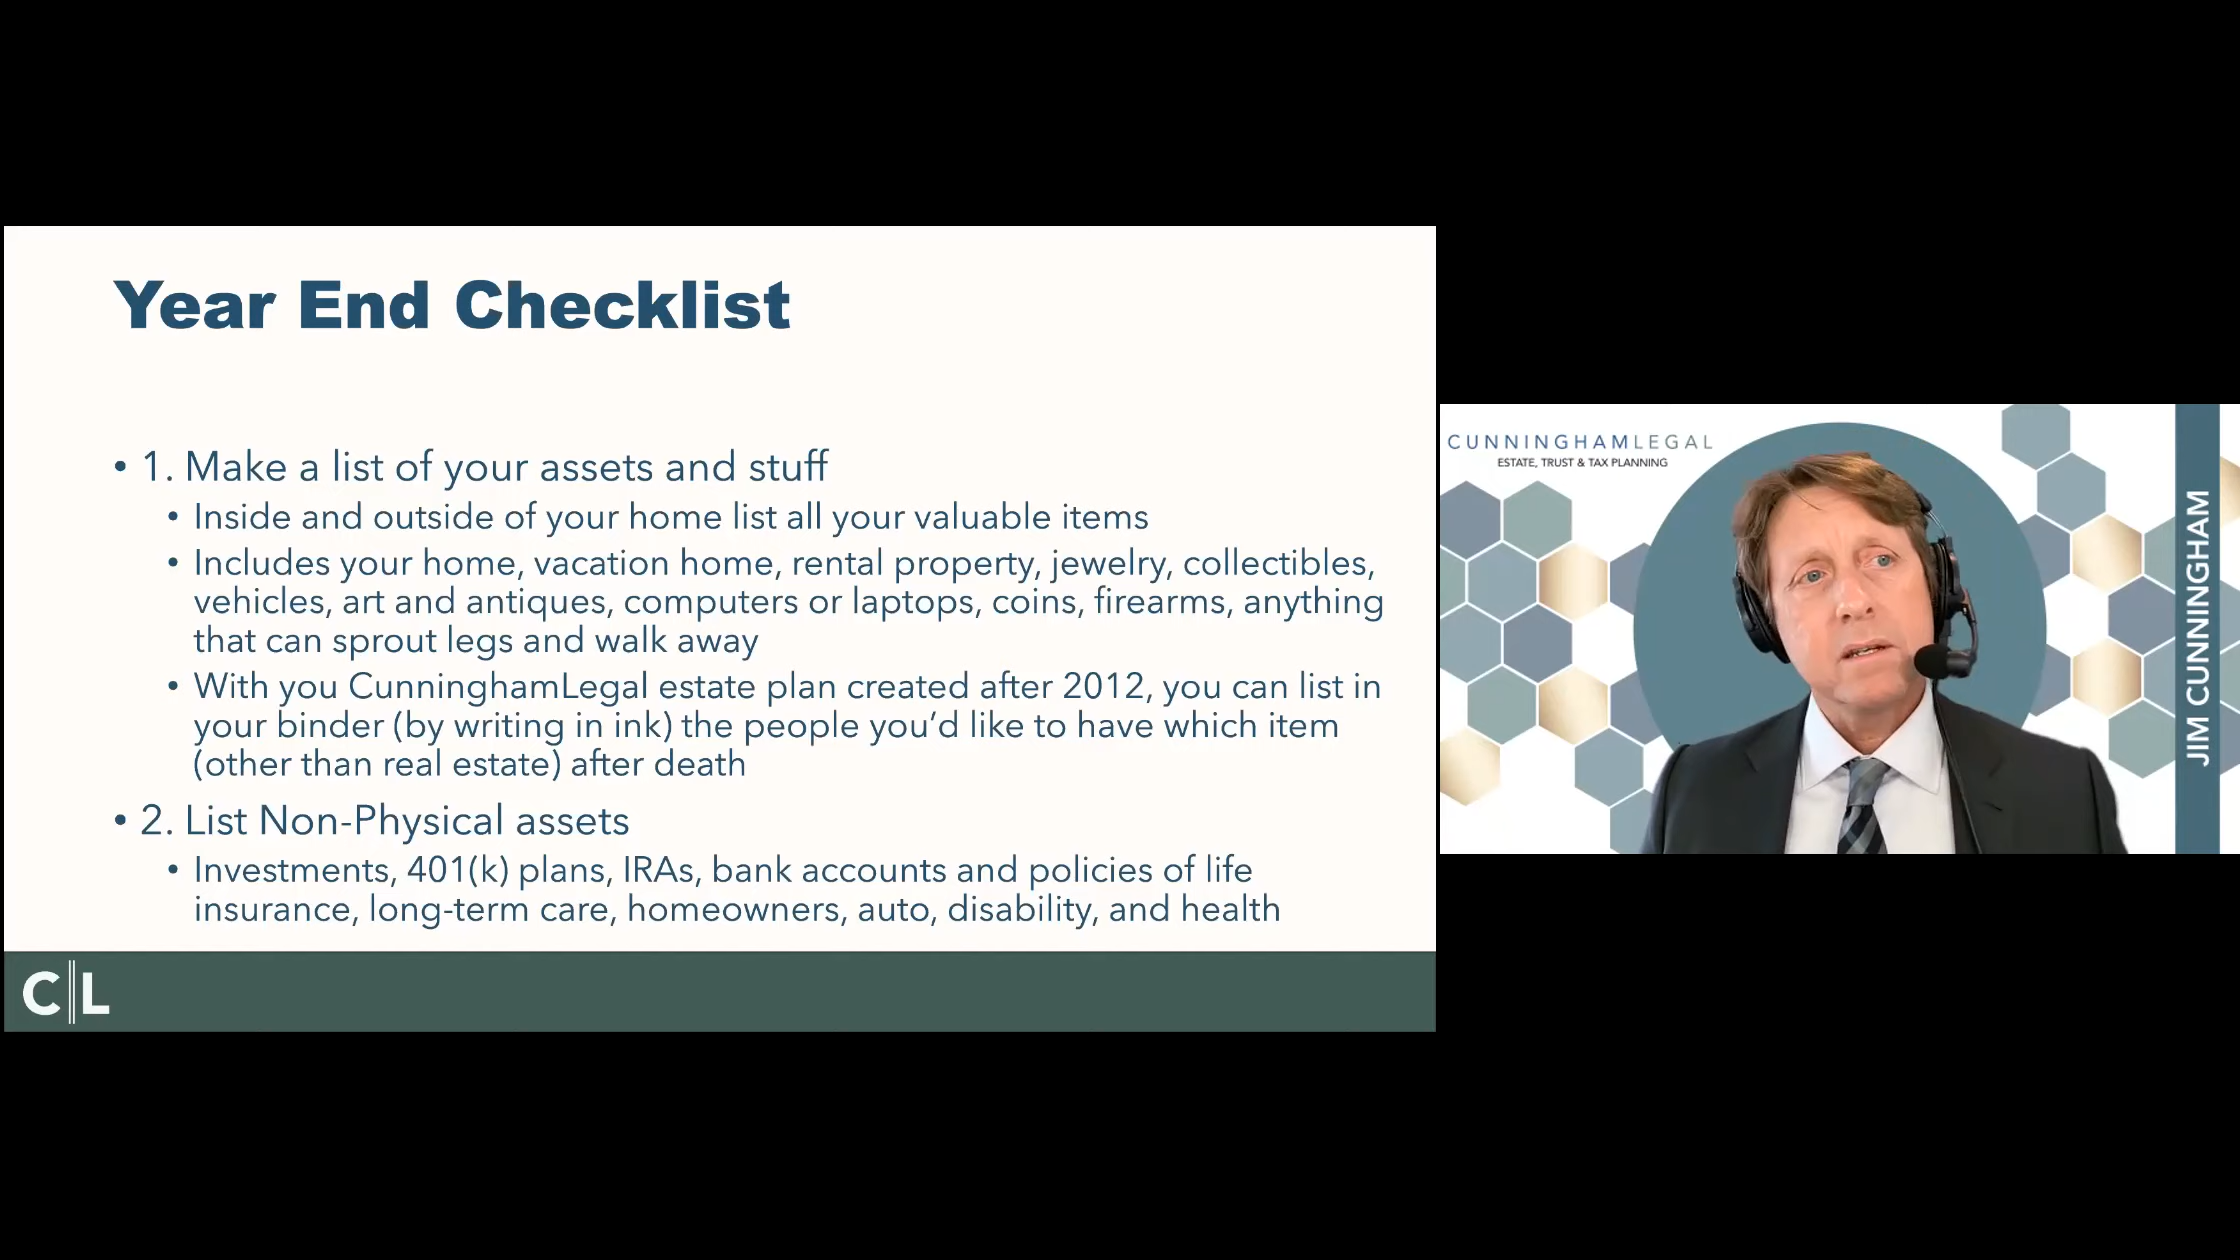 Year End Checklist
• 1. Make a list of your assets and stuff
• Inside and outside of your home list all your valuable items
• Includes your home, vacation home, rental property, jewelry, collectibles,
vehicles, art and antiques, computers or laptops, coins, firearms, anything
that can sprout legs and walk away
• With you CunninghamLegal estate plan created after 2012, you can list in
your binder (by writing in ink) the people you’d like to have which item
(other than real estate) after death
• 2. List Non-Physical assets
• Investments, 401(k) plans, IRAs, bank accounts and policies of life
insurance, long-term care, homeowners, auto, disability, and health
C L
CUNNINGHAMLEGAL
ESTATE, TRUST & TAX PLANNING
JIM CUNNINGHAM